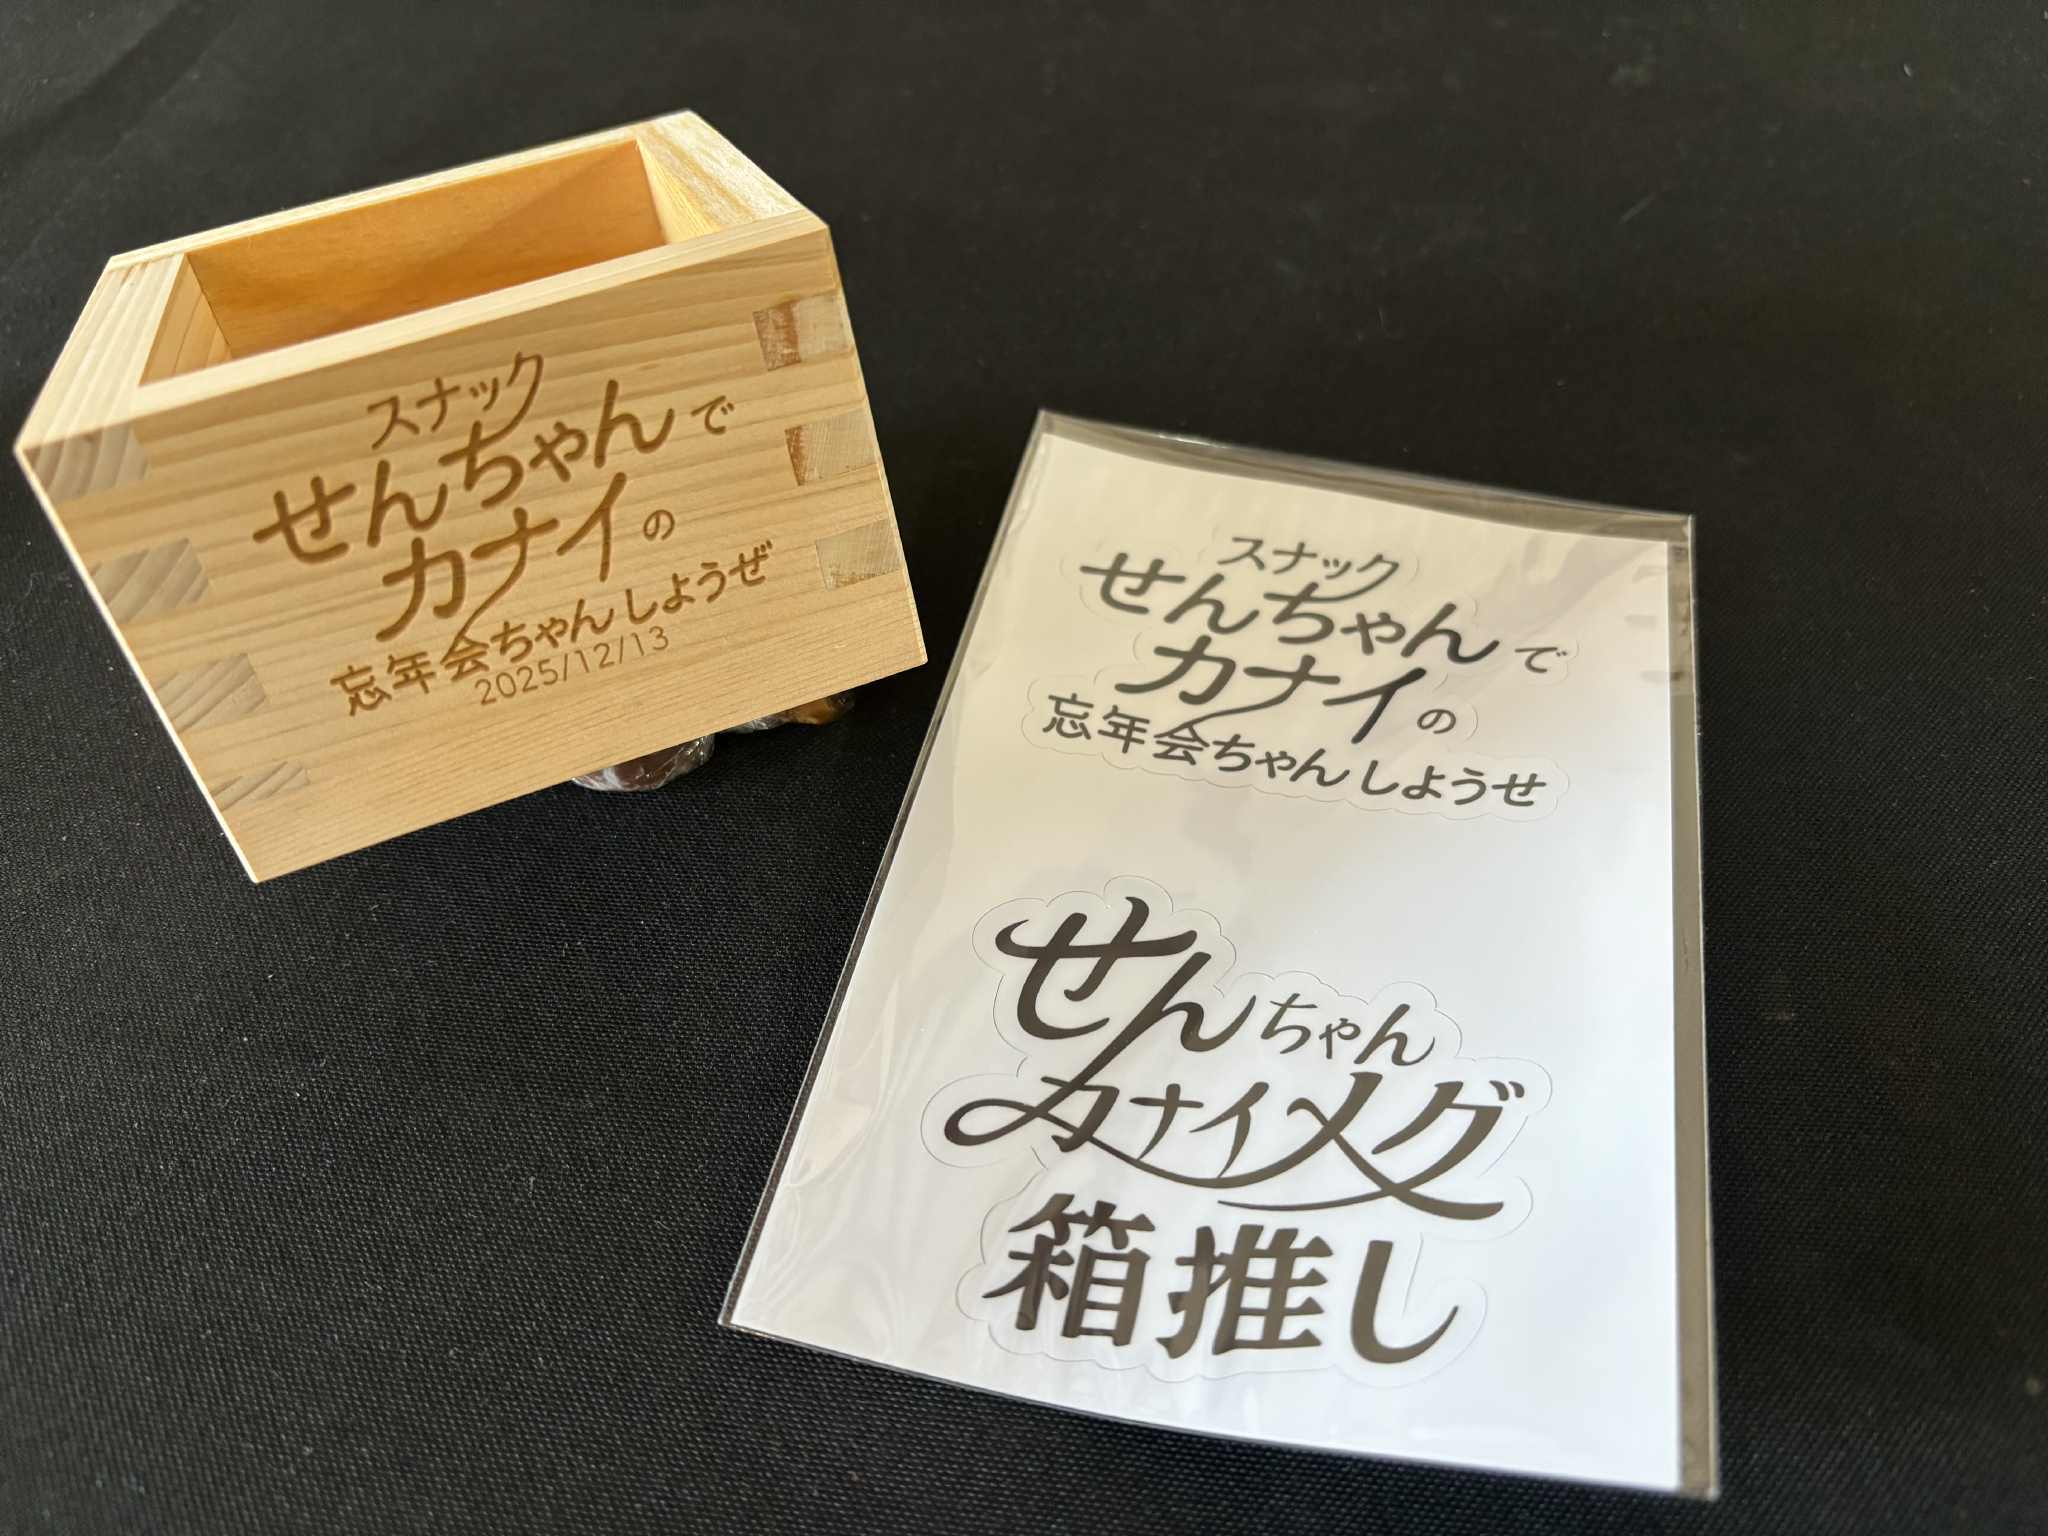 スナック
せんちゃんで
カナイの
忘年会ちゃんしようぜ
2025/12/13
スナック
せんちゃんで
カナイの
忘年会ちゃんしようせ
せんちゃん
カナイメグ
箱推し